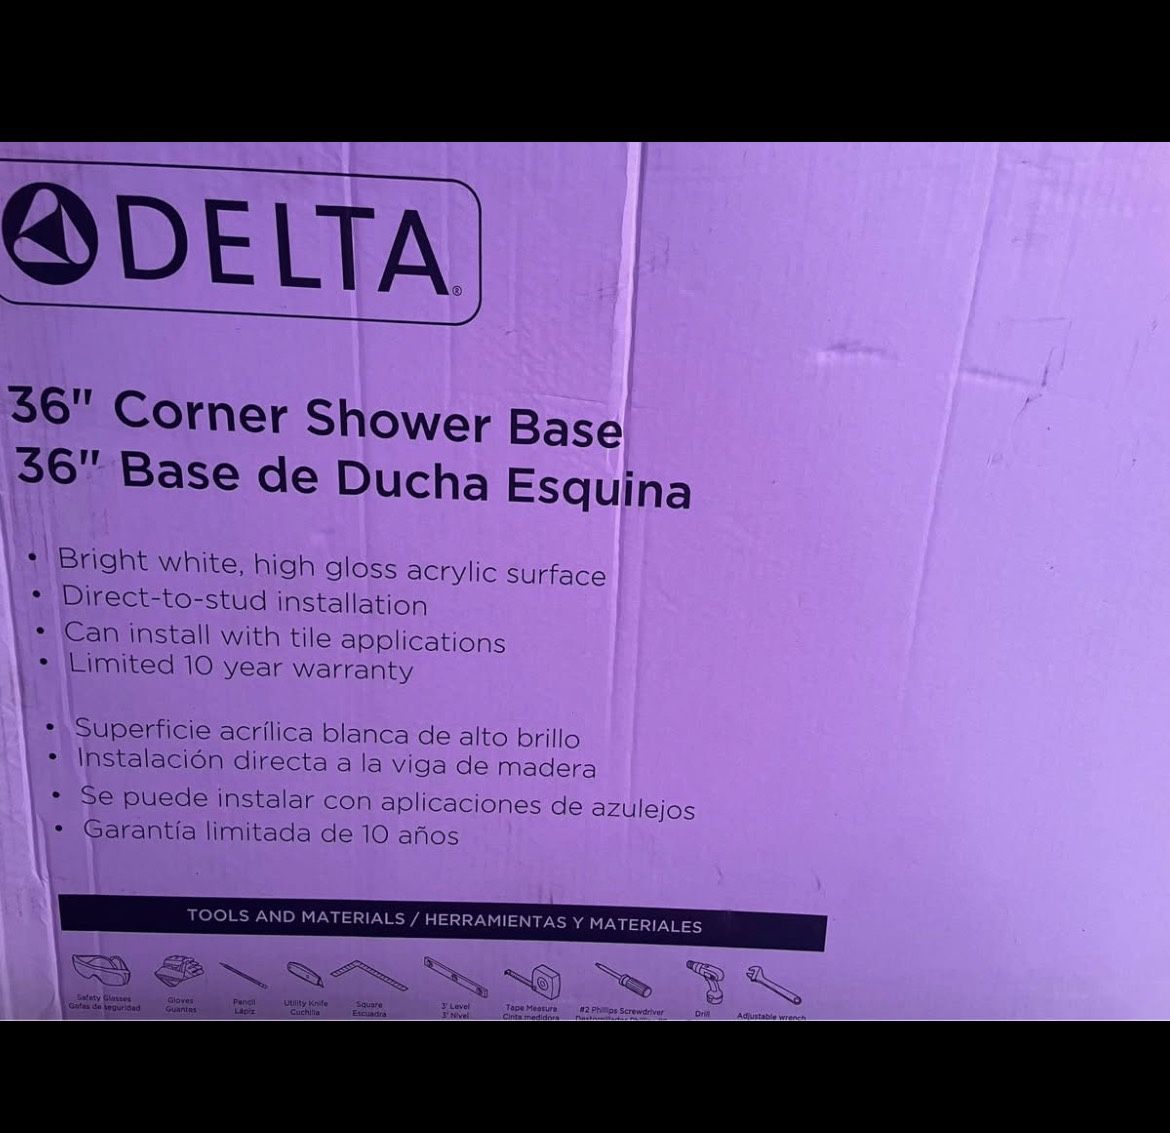 DELTA®
36" Corner Shower Base
36" Base de Ducha Esquina
• Bright white, high gloss acrylic surface
• Direct-to-stud installation
• Can install with tile applications
• Limited 10 year warranty
• Superficie acrílica blanca de alto brillo
• Instalación directa a la viga de madera
• Se puede instalar con aplicaciones de azulejos
• Garantía limitada de 10 años
TOOLS AND MATERIALS / HERRAMIENTAS Y MATERIALES
Safety Glasses
Gafas de seguridad
Gloves
Guantes
Pencil
Lápiz
Utility Knife
Cuchilla
Square
Escuadra
3' Level
3' Nivel
Tape Measure
Cinta medidora
#2 Phillips Screwdriver
Drill
Adjustable wrench